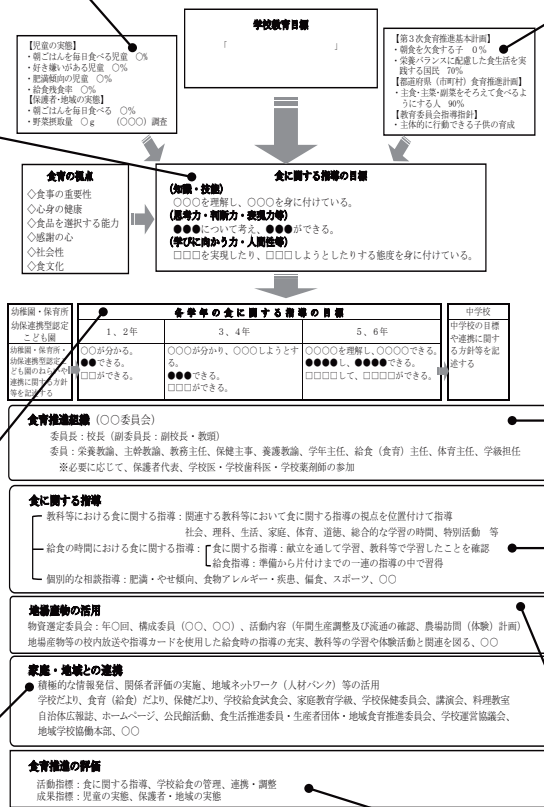 学校教育目標
「　　　　　　　　　　」
【児童の実態】
・朝ごはんを毎日食べる児童　○%
・好き嫌いがある児童　○%
・肥満傾向の児童　○%
・給食残食率　○%
【保護者・地域の実態】
・朝ごはんを毎日食べる　○%
・野菜摂取量　○g　（○○○）調査
【第３次食育推進基本計画】
・朝食を欠食する子　０%
・栄養バランスに配慮した食生活を実
践する国民　70%
【都道府県（市町村）食育推進計画】
・主食・主菜・副菜をそろえて食べるよ
うにする人　90%
【教育委員会指導指針】
・主体的に行動できる子供の育成
食育の視点
◇食事の重要性
◇心身の健康
◇食品を選択する能力
◇感謝の心
◇社会性
◇食文化
食に関する指導の目標
(知識・技能)
○○○を理解し、○○○を身に付けている。
(思考力・判断力・表現力等)
●●●について考え、●●●ができる。
(学びに向かう力・人間性等)
□□□を実現したり、□□□しようとしたりする態度を身に付けている。
幼稚園・保育所
幼保連携型認定
こども園
幼稚園・保育所・
幼保連携型認定こ
ども園のねらいや
連携に関する方針
等を記述する
各学年の食に関する指導の目標
１、２年
３、４年
５、６年
○○が分かる。
●●できる。
□□ができる。
○○○が分かり、○○○しようとす
る。
●●●できる。
□□□ができる。
○○○○を理解し、○○○○できる。
●●●●し、●●●●できる。
□□□□して、□□□□ができる。
中学校
中学校の目標
や連携に関す
る方針等を記
述する
食育推進組織（○○委員会）
委員長：校長（副委員長：副校長・教頭）
委員：栄養教諭、主幹教諭、教務主任、保健主事、養護教諭、学年主任、給食（食育）主任、体育主任、学級担任
※必要に応じて、保護者代表、学校医・学校歯科医・学校薬剤師の参加
食に関する指導
教科等における食に関する指導：関連する教科等において食に関する指導の視点を位置付けて指導
社会、理科、生活、家庭、体育、道徳、総合的な学習の時間、特別活動　等
給食の時間における食に関する指導：食に関する指導：献立を通して学習、教科等で学習したことを確認
給食指導：準備から片付けまでの一連の指導の中で習得
個別的な相談指導：肥満・やせ傾向、食物アレルギー・疾患、偏食、スポーツ、○○
地場産物の活用
物資選定委員会：年○回、構成委員（○○、○○）、活動内容（年間生産調整及び流通の確認、農場訪問（体験）計画）
地場産物等の校内放送や指導カードを使用した給食時の指導の充実、教科等の学習や体験活動と関連を図る、○○
家庭・地域との連携
積極的な情報発信、関係者評価の実施、地域ネットワーク（人材バンク）等の活用
学校だより、食育（給食）だより、保健だより、学校給食試食会、家庭教育学級、学校保健委員会、講演会、料理教室
自治体広報誌、ホームページ、公民館活動、食生活推進委員・生産者団体・地域食育推進委員会、学校運営協議会、
地域学校協働本部、○○
食育推進の評価
活動指標：食に関する指導、学校給食の管理、連携・調整
成果指標：児童の実態、保護者・地域の実態